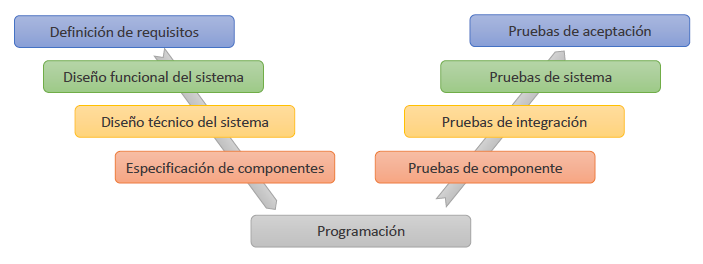 Definición de requisitos
Pruebas de aceptación
Diseño funcional del sistema
Pruebas de sistema
Diseño técnico del sistema
Pruebas de integración
Especificación de componentes
Pruebas de componente
Programación